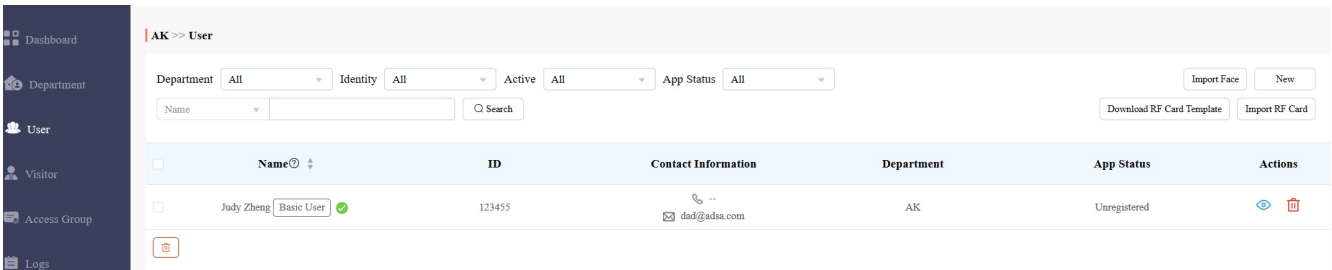 Dashboard
Department
User
Visitor
Access Group
Logs
AK >> User
Department All Identity All Active All App Status All Import Face New
Name Search Download RF Card Template Import RF Card
Name ID Contact Information Department App Status Actions
Judy Zheng Basic User 123455 -- AK Unregistered
dad@adsa.com